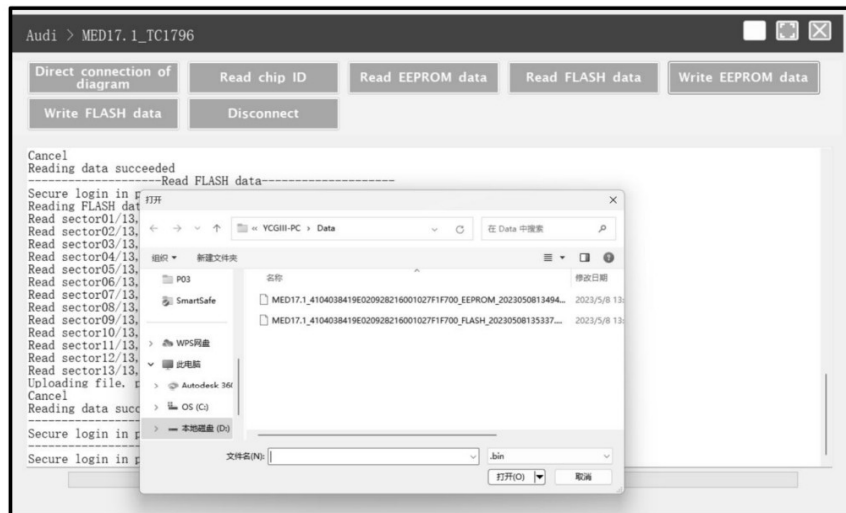 Audi > MED17.1_TC1796
Direct connection of diagram
Read chip ID
Read EEPROM data
Read FLASH data
Write EEPROM data
Write FLASH data
Disconnect
Cancel
Reading data succeeded
--------------------Read FLASH data--------------------
Secure login in p
Reading FLASH dat
Read sector01/13,
Read sector02/13,
Read sector03/13,
Read sector04/13,
Read sector05/13,
Read sector06/13,
Read sector07/13,
Read sector08/13,
Read sector09/13,
Read sector10/13,
Read sector11/13,
Read sector12/13,
Read sector13/13,
Uploading file, p
Cancel
Reading data succ
Secure login in p
Secure login in p
打开
« YCGIII-PC › Data
在 Data 中搜索
组织
新建文件夹
P03
SmartSafe
WPS网盘
此电脑
Autodesk 360
OS (C:)
本地磁盘 (D:)
名称
修改日期
MED17.1_4104038419E020928216001027F1F700_EEPROM_2023050813494...
2023/5/8 13:
MED17.1_4104038419E020928216001027F1F700_FLASH_20230508135337....
2023/5/8 13:
文件名(N):
.bin
打开(O)
取消